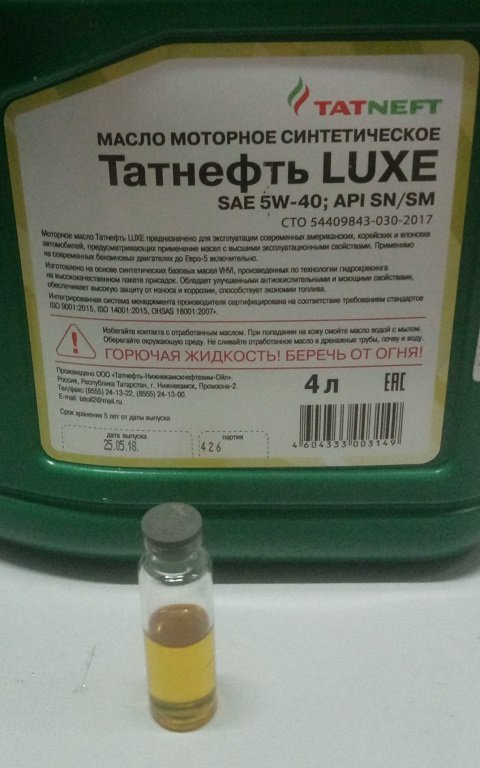 TATNEFT
МАСЛО МОТОРНОЕ СИНТЕТИЧЕСКОЕ
Татнефть LUXE
SAE 5W-40; API SN/SM
СТО 54409843-030-2017
Моторное масло Татнефть LUXE предназначено для эксплуатации современных американских, корейских и японских
автомобилей, предусматривающих применение масел с высшими эксплуатационными свойствами. Применимо
на современных бензиновых двигателях до Евро-5 включительно.
Изготовлено на основе синтетических базовых масел VHVI, произведенных по технологии гидрокрекинга
на высококачественном пакете присадок. Обладает улучшенными антиокислительными и моющими свойствами,
обеспечивает высокую защиту от износа и коррозии, способствует экономии топлива.
Интегрированная система менеджмента производителя сертифицирована на соответствие требованиям стандартов
ISO 9001:2015, ISO 14001:2015, OHSAS 18001:2007».
Избегайте контакта с отработанным маслом. При попадании на кожу смойте масло водой с мылом.
Оберегайте окружающую среду. Не сливайте отработанное масло в дренажные трубы, почву и воду.
ГОРЮЧАЯ ЖИДКОСТЬ! БЕРЕЧЬ ОТ ОГНЯ!
Произведено ООО «Татнефть-Нижнекамскнефтехим-Ойл».
Россия, Республика Татарстан, г. Нижнекамск, Промзона-2.
Тел/факс (8555) 24-13-22, (8555) 24-13-00.
E-mail: tatoil2@mail.ru.
4 л
EAC
Срок хранения 5 лет от даты выпуска
дата выпуска
25.05.18.
партия
426
4 604333 003149